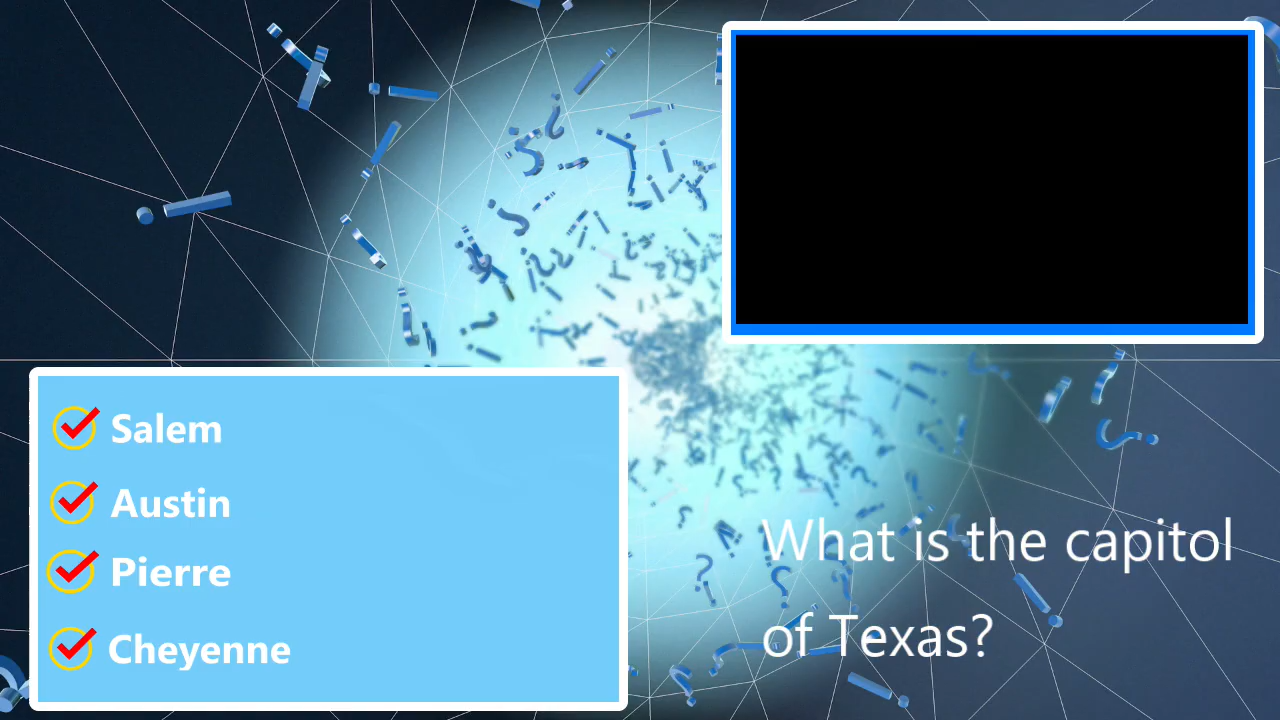 Salem
Austin
Pierre
Cheyenne
What is the capitol
of Texas?